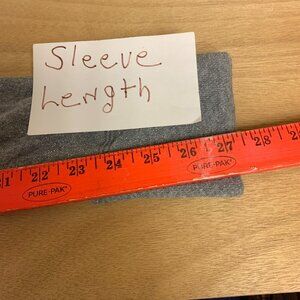 Sleeve
Length
21 22 23 24 25 26 27 28
PURE-PAK® PURE-PAK®